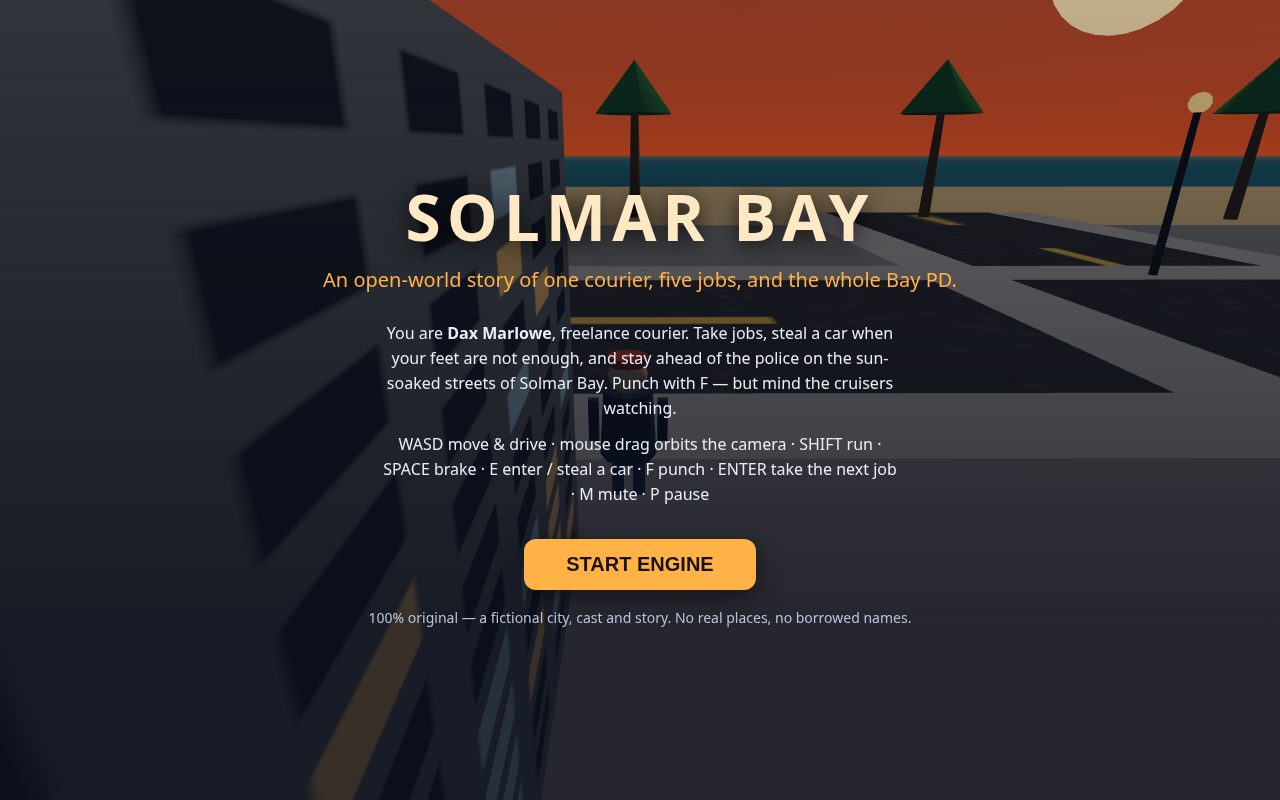 SOLMAR BAY
An open-world story of one courier, five jobs, and the whole Bay PD.
You are Dax Marlowe, freelance courier. Take jobs, steal a car when
your feet are not enough, and stay ahead of the police on the sun-
soaked streets of Solmar Bay. Punch with F — but mind the cruisers
watching.
WASD move & drive · mouse drag orbits the camera · SHIFT run ·
SPACE brake · E enter / steal a car · F punch · ENTER take the next job
· M mute · P pause
START ENGINE
100% original — a fictional city, cast and story. No real places, no borrowed names.